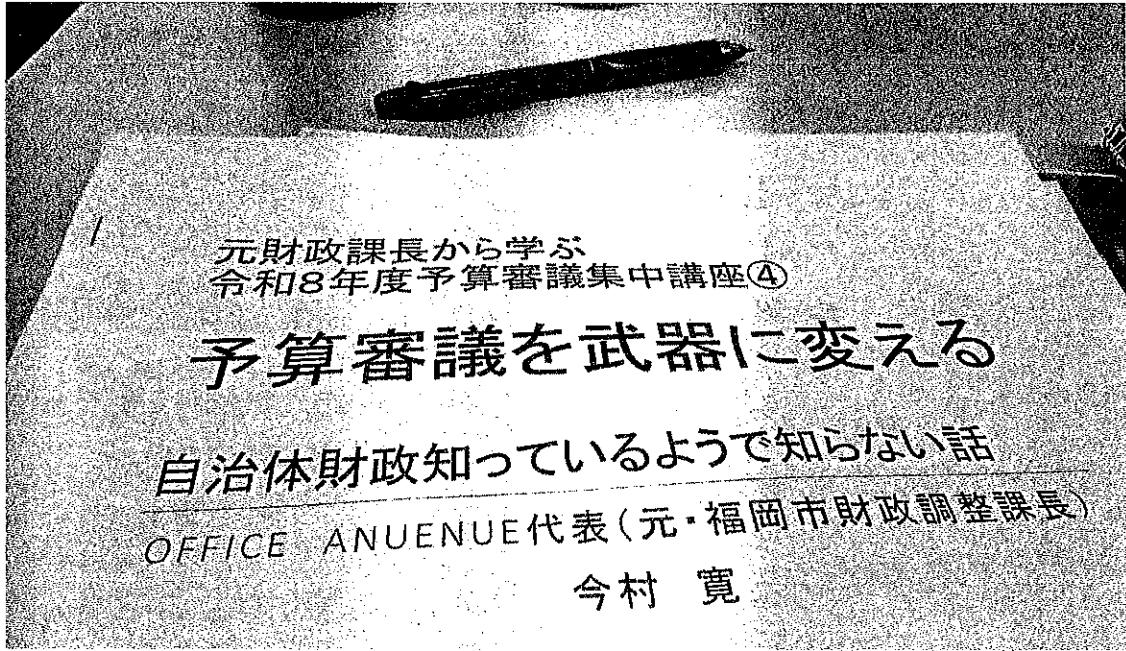 元財政課長から学ぶ
令和8年度予算審議集中講座④
予算審議を武器に変える
自治体財政知っているようで知らない話
OFFICE ANUENUE代表(元・福岡市財政調整課長)
今村 寛